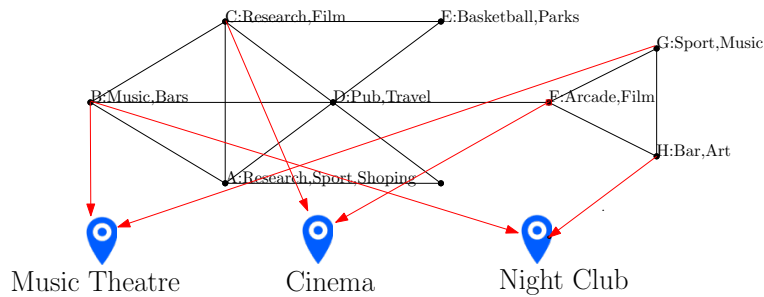 C:Research,Film
E:Basketball,Parks
G:Sport,Music
B:Music,Bars
D:Pub,Travel
F:Arcade,Film
H:Bar,Art
A:Research,Sport,Shoping
Music Theatre
Cinema
Night Club